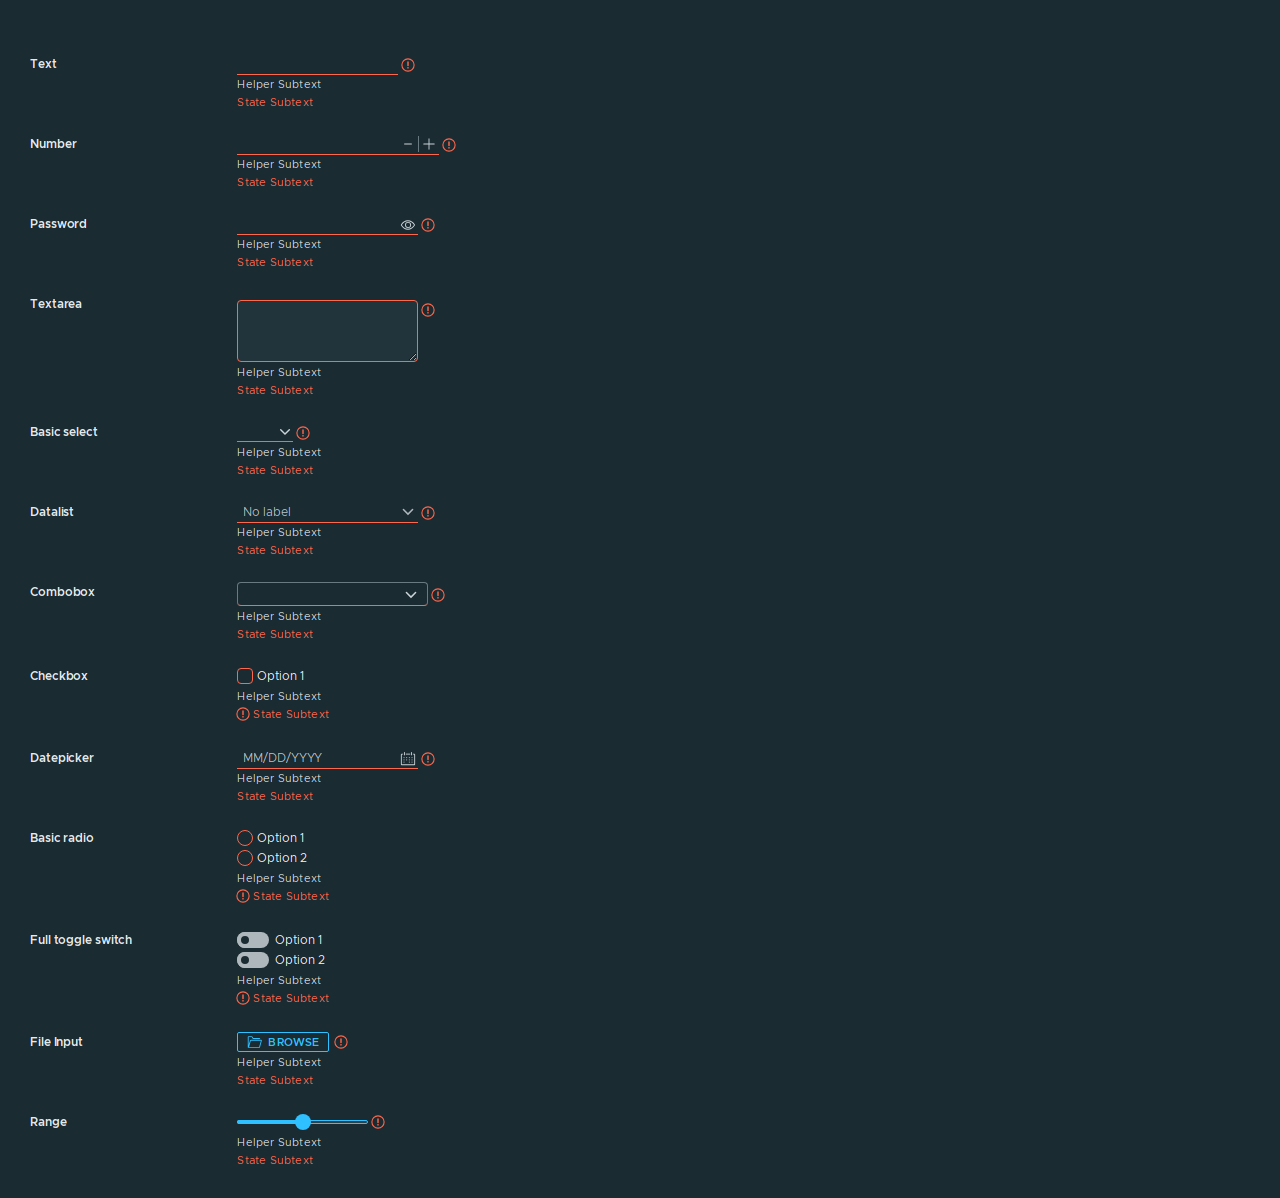 Text
Helper Subtext
State Subtext
Number
Helper Subtext
State Subtext
Password
Helper Subtext
State Subtext
Textarea
Helper Subtext
State Subtext
Basic select
Helper Subtext
State Subtext
Datalist
No label
Helper Subtext
State Subtext
Combobox
Helper Subtext
State Subtext
Checkbox
Option 1
Helper Subtext
State Subtext
Datepicker
MM/DD/YYYY
Helper Subtext
State Subtext
Basic radio
Option 1
Option 2
Helper Subtext
State Subtext
Full toggle switch
Option 1
Option 2
Helper Subtext
State Subtext
File Input
BROWSE
Helper Subtext
State Subtext
Range
Helper Subtext
State Subtext